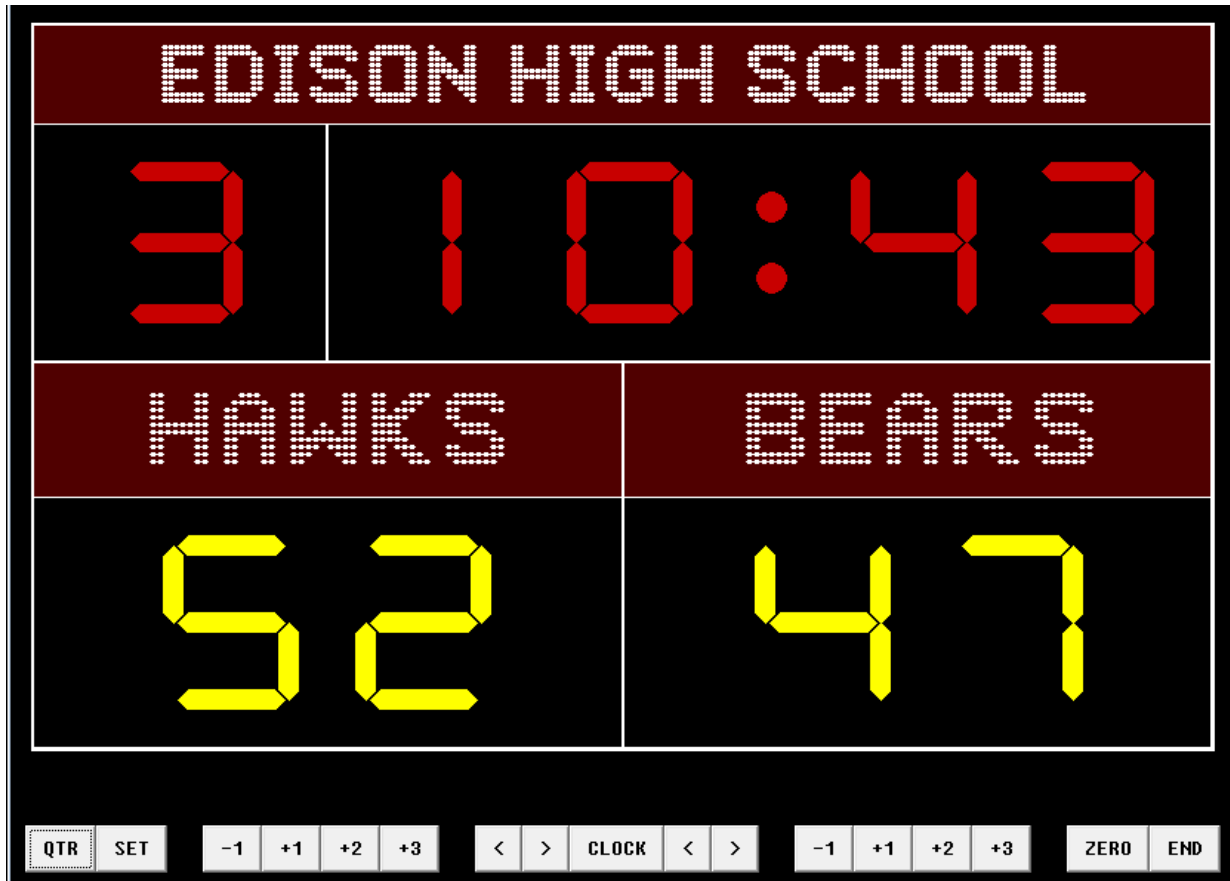 EDISON HIGH SCHOOL
3 10:43
HAWKS BEARS
52 47
QTR SET -1 +1 +2 +3 < > CLOCK < > -1 +1 +2 +3 ZERO END